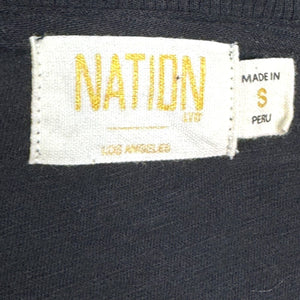 NATION
LTD
LOS ANGELES
MADE IN
S
PERU